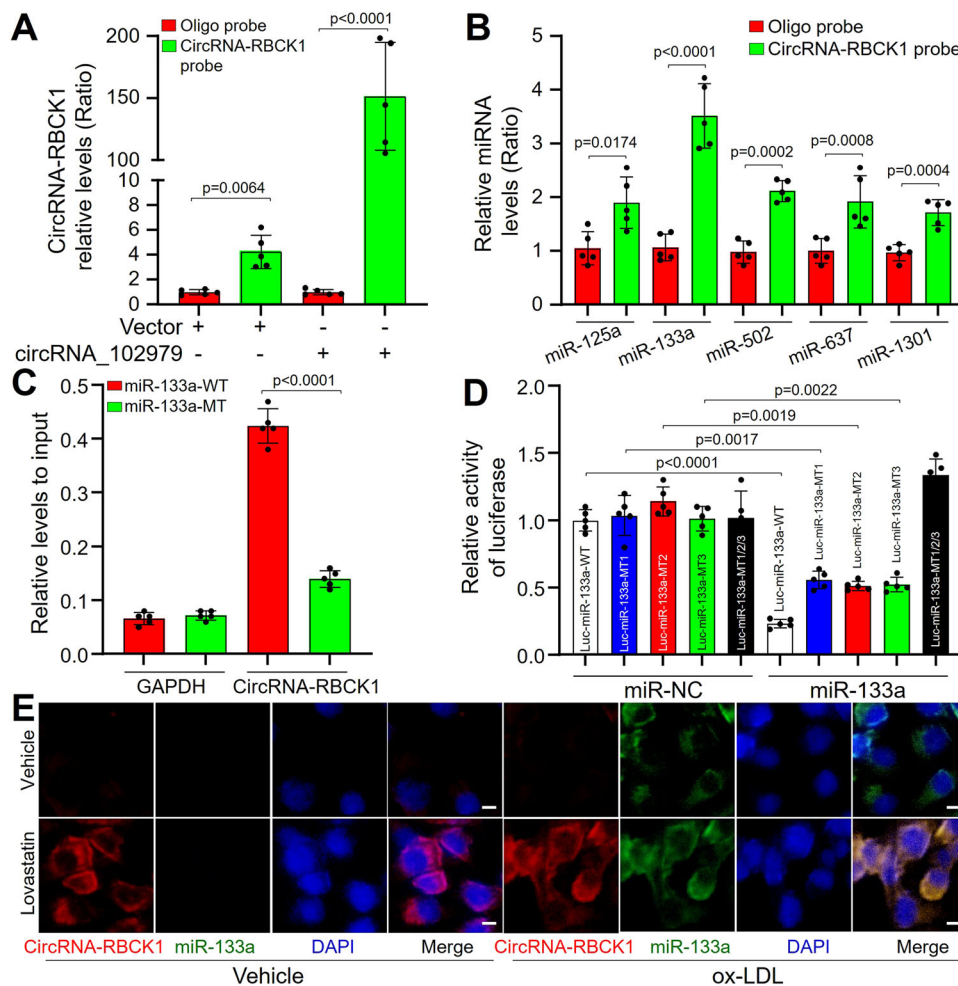 A
Oligo probe
CircRNA-RBCK1
probe
p<0.0001
CircRNA-RBCK1
relative levels (Ratio)
200
150
100
8
6
4
2
0
p=0.0064
Vector + + - -
circRNA_102979 - - + +
B
Oligo probe
CircRNA-RBCK1 probe
Relative miRNA
levels (Ratio)
5
4
3
2
1
0
p=0.0174
p<0.0001
p=0.0002
p=0.0008
p=0.0004
miR-125a
miR-133a
miR-502
miR-637
miR-1301
C
miR-133a-WT
miR-133a-MT
p<0.0001
Relative levels to input
0.5
0.4
0.3
0.2
0.1
0.0
GAPDH
CircRNA-RBCK1
D
Relative activity
of luciferase
2.0
1.5
1.0
0.5
0.0
p=0.0022
p=0.0019
p=0.0017
p<0.0001
Luc-miR-133a-WT
Luc-miR-133a-MT1
Luc-miR-133a-MT2
Luc-miR-133a-MT3
Luc-miR-133a-MT1/2/3
Luc-miR-133a-WT
Luc-miR-133a-MT1
Luc-miR-133a-MT2
Luc-miR-133a-MT3
Luc-miR-133a-MT1/2/3
miR-NC
miR-133a
E
Vehicle
Lovastatin
CircRNA-RBCK1 miR-133a DAPI Merge CircRNA-RBCK1 miR-133a DAPI Merge
Vehicle ox-LDL